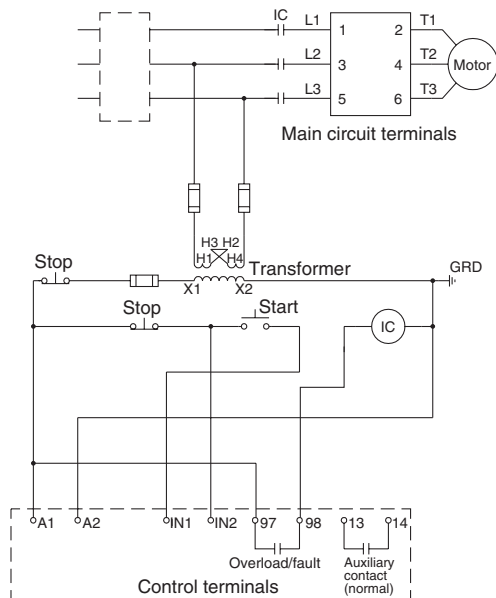 IC L1 1 2 T1
L2 3 4 T2 Motor
L3 5 6 T3
Main circuit terminals
H3 H2
H1 H4
Stop Transformer GRD
X1 X2
Stop Start
IC
A1 A2 IN1 IN2 97 98 13 14
Overload/fault Auxiliary
contact
(normal)
Control terminals